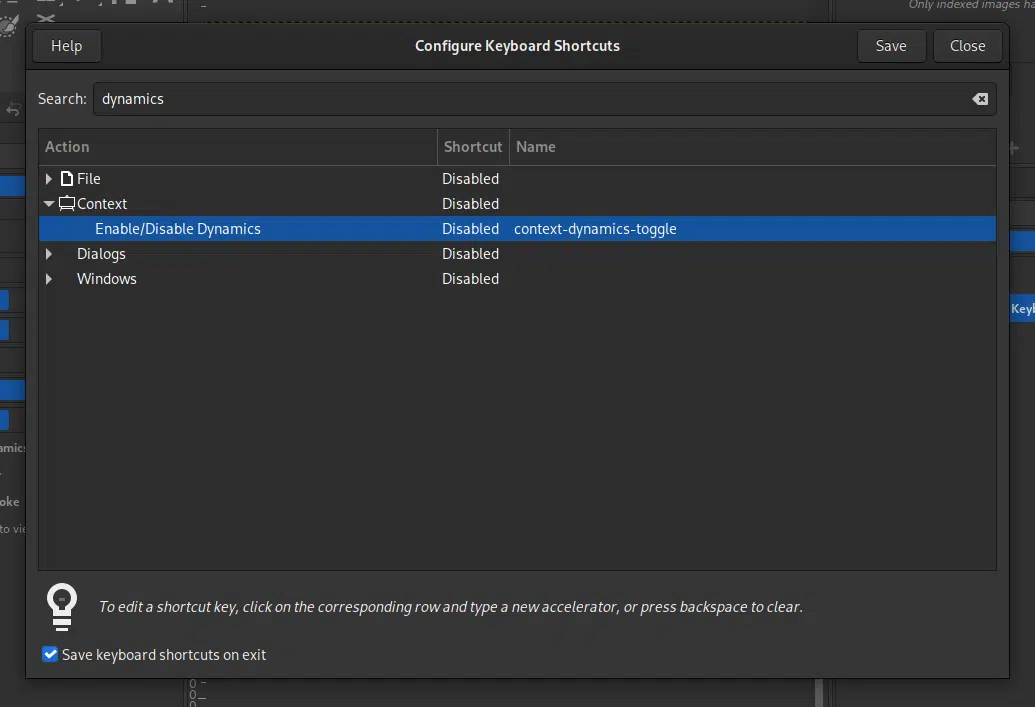 Only indexed images ha
Help
Configure Keyboard Shortcuts
Save
Close
Search:
dynamics
Action
Shortcut
Name
File
Disabled
Context
Disabled
Enable/Disable Dynamics
Disabled
context-dynamics-toggle
Dialogs
Disabled
Windows
Disabled
Keyb
amics
oke
to vie
To edit a shortcut key, click on the corresponding row and type a new accelerator, or press backspace to clear.
Save keyboard shortcuts on exit
0
0